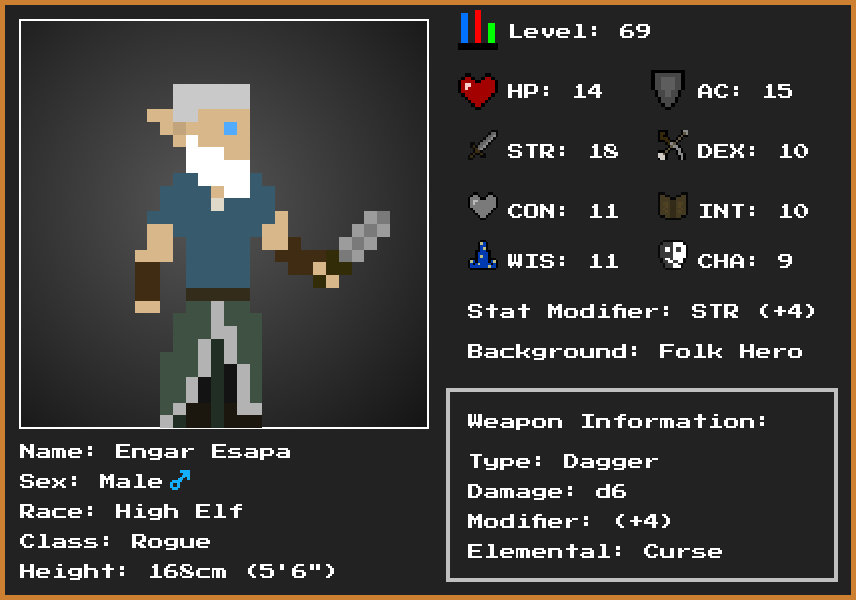 Level: 69
HP: 14 AC: 15
STR: 18 DEX: 10
CON: 11 INT: 10
WIS: 11 CHA: 9
Stat Modifier: STR (+4)
Background: Folk Hero
Weapon Information:
Type: Dagger
Damage: d6
Modifier: (+4)
Elemental: Curse
Name: Engar Esapa
Sex: Male ♂
Race: High Elf
Class: Rogue
Height: 168cm (5'6")